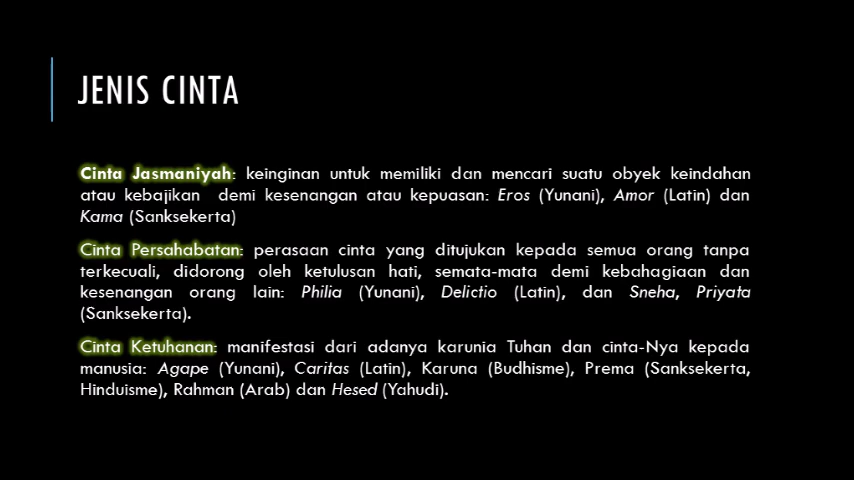 JENIS CINTA
Cinta Jasmaniyah: keinginan untuk memiliki dan mencari suatu obyek keindahan
atau kebajikan demi kesenangan atau kepuasan: Eros (Yunani), Amor (Latin) dan
Kama (Sanksekerta)
Cinta Persahabatan: perasaan cinta yang ditujukan kepada semua orang tanpa
terkecuali, didorong oleh ketulusan hati, semata-mata demi kebahagiaan dan
kesenangan orang lain: Philia (Yunani), Delictio (Latin), dan Sneha, Priyata
(Sanksekerta).
Cinta Ketuhanan: manifestasi dari adanya karunia Tuhan dan cinta-Nya kepada
manusia: Agape (Yunani), Caritas (Latin), Karuna (Budhisme), Prema (Sanksekerta,
Hinduisme), Rahman (Arab) dan Hesed (Yahudi).